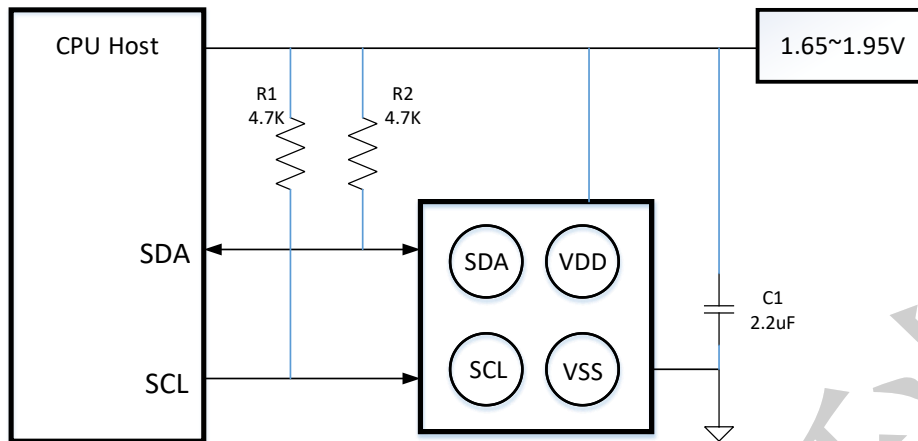 CPU Host
1.65~1.95V
R1
4.7K
R2
4.7K
SDA
SDA
VDD
C1
2.2uF
SCL
SCL
VSS